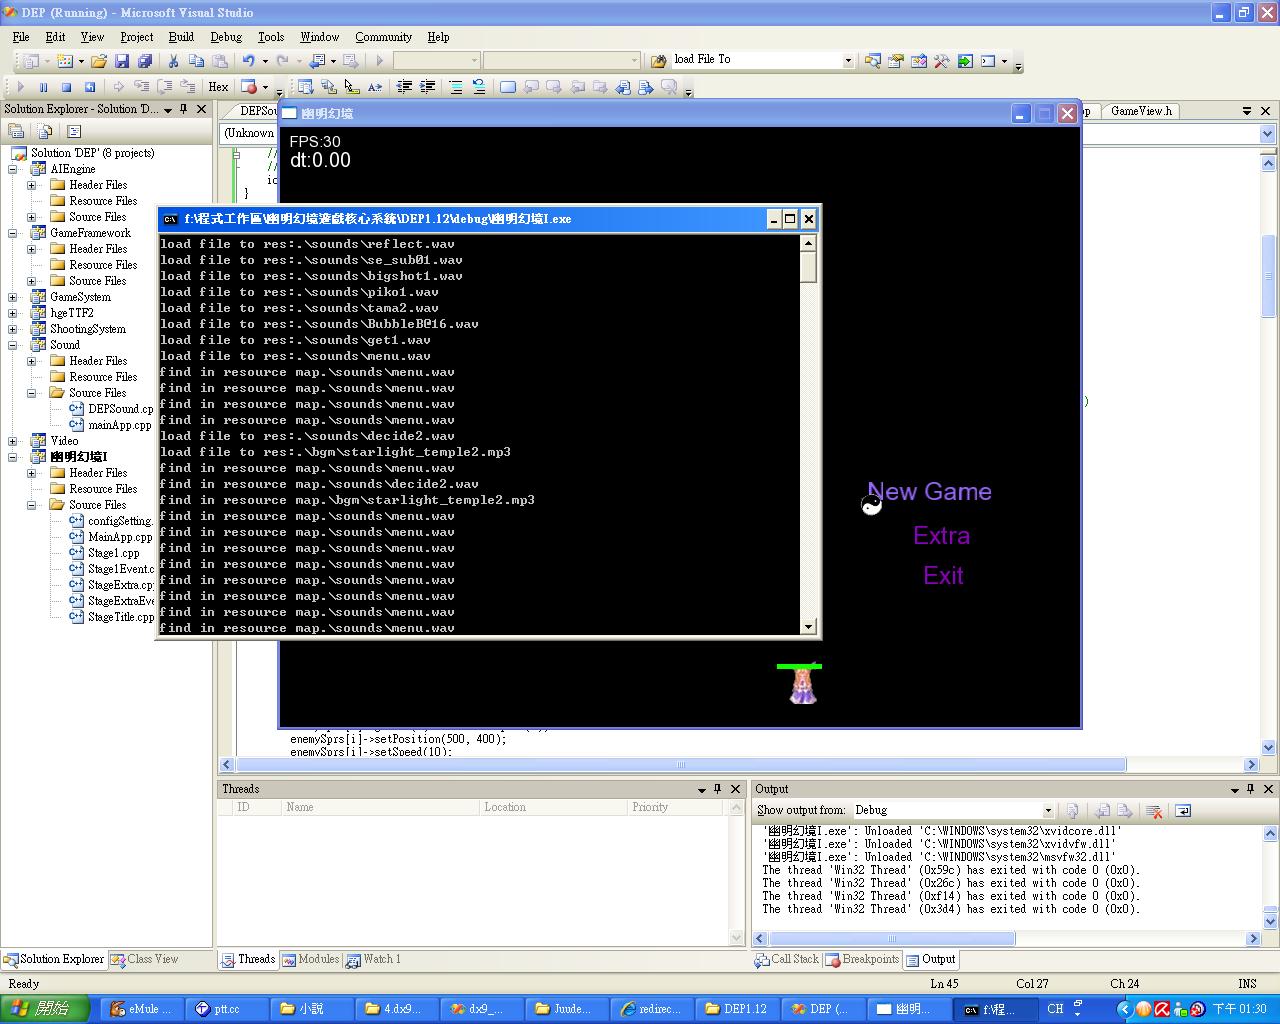 DEP (Running) - Microsoft Visual Studio
File Edit View Project Build Debug Tools Window Community Help
load File To
Hex
Solution Explorer - Solution 'D...
Solution 'DEP' (8 projects)
AIEngine
Header Files
Resource Files
Source Files
GameFramework
Header Files
Resource Files
Source Files
GameSystem
hgeTTF2
ShootingSystem
Sound
Header Files
Resource Files
Source Files
DEPSound.cp
mainApp.cpp
Video
幽明幻境I
Header Files
Resource Files
Source Files
configSetting.
MainApp.cpp
Stage1.cpp
Stage1Event.c
StageExtra.cpp
StageExtraEve
StageTitle.cpp
Solution Explorer Class View
DEPSou
GameView.h
(Unknown
//
//
}
幽明幻境
FPS:30
dt:0.00
New Game
Extra
Exit
f:\程式工作區\幽明幻境遊戲核心系統\DEP1.12\debug\幽明幻境I.exe
load file to res:.\sounds\reflect.wav
load file to res:.\sounds\se_sub01.wav
load file to res:.\sounds\bigshot1.wav
load file to res:.\sounds\piko1.wav
load file to res:.\sounds\tama2.wav
load file to res:.\sounds\BubbleB@16.wav
load file to res:.\sounds\get1.wav
load file to res:.\sounds\menu.wav
find in resource map.\sounds\menu.wav
find in resource map.\sounds\menu.wav
find in resource map.\sounds\menu.wav
find in resource map.\sounds\menu.wav
load file to res:.\sounds\decide2.wav
load file to res:.\bgm\starlight_temple2.mp3
find in resource map.\sounds\menu.wav
find in resource map.\sounds\decide2.wav
find in resource map.\bgm\starlight_temple2.mp3
find in resource map.\sounds\menu.wav
find in resource map.\sounds\menu.wav
find in resource map.\sounds\menu.wav
find in resource map.\sounds\menu.wav
find in resource map.\sounds\menu.wav
find in resource map.\sounds\menu.wav
find in resource map.\sounds\menu.wav
find in resource map.\sounds\menu.wav
enemySprs[i]->setPosition(500, 400);
enemySprs[i]->setSpeed(10);
Threads
ID Name Location Priority
Threads Modules Watch 1
Output
Show output from: Debug
'幽明幻境I.exe': Unloaded 'C:\WINDOWS\system32\xvidcore.dll'
'幽明幻境I.exe': Unloaded 'C:\WINDOWS\system32\xvidvfw.dll'
'幽明幻境I.exe': Unloaded 'C:\WINDOWS\system32\msvfw32.dll'
The thread 'Win32 Thread' (0x59c) has exited with code 0 (0x0).
The thread 'Win32 Thread' (0x26c) has exited with code 0 (0x0).
The thread 'Win32 Thread' (0xf14) has exited with code 0 (0x0).
The thread 'Win32 Thread' (0x3d4) has exited with code 0 (0x0).
Call Stack Breakpoints Output
Ready Ln 45 Col 27 Ch 24 INS
開始 eMule ... ptt.cc 小說 4.dx9... dx9_... Juude... redirec... DEP1.12 DEP (... 幽明... f:\程... CH 下午 01:30